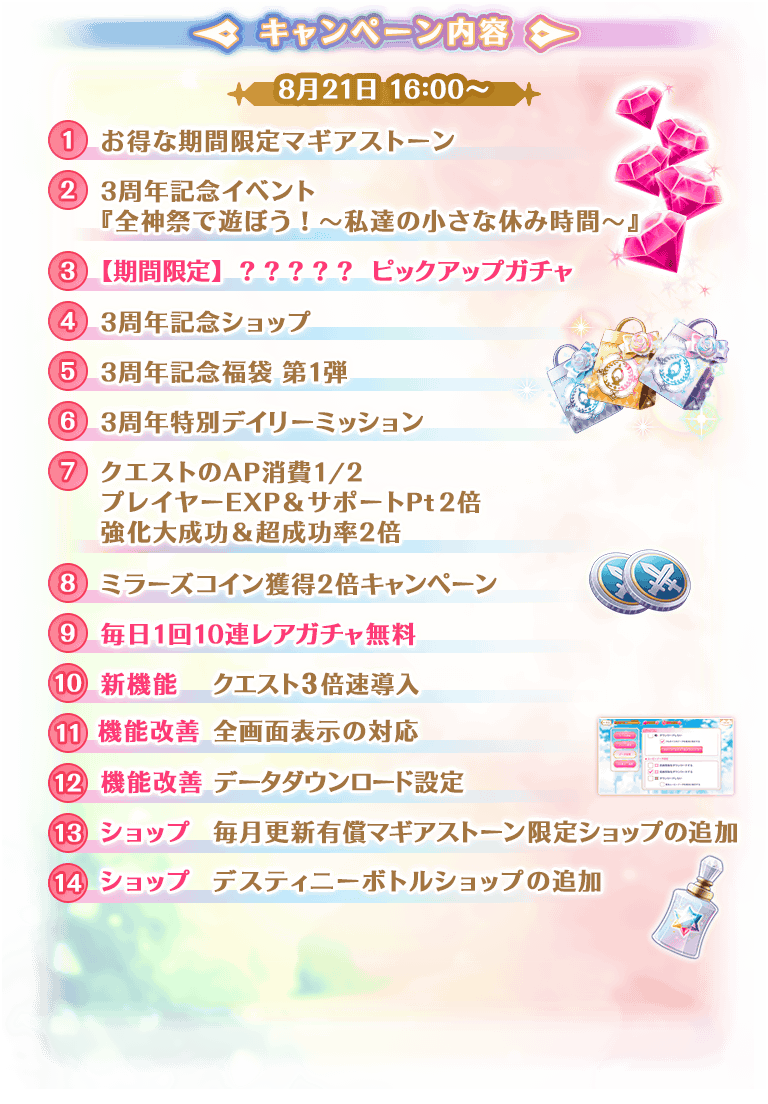 キャンペーン内容
8月21日 16:00～
1 お得な期間限定マギアストーン
2 3周年記念イベント
『全神祭で遊ぼう！～私達の小さな休み時間～』
3 【期間限定】？？？？？ ピックアップガチャ
4 3周年記念ショップ
5 3周年記念福袋 第1弾
6 3周年特別デイリーミッション
7 クエストのAP消費1/2
プレイヤーEXP＆サポートPt2倍
強化大成功＆超成功率2倍
8 ミラーズコイン獲得2倍キャンペーン
9 毎日1回10連レアガチャ無料
10 新機能 クエスト3倍速導入
11 機能改善 全画面表示の対応
12 機能改善 データダウンロード設定
13 ショップ 毎月更新有償マギアストーン限定ショップの追加
14 ショップ デスティニーボトルショップの追加